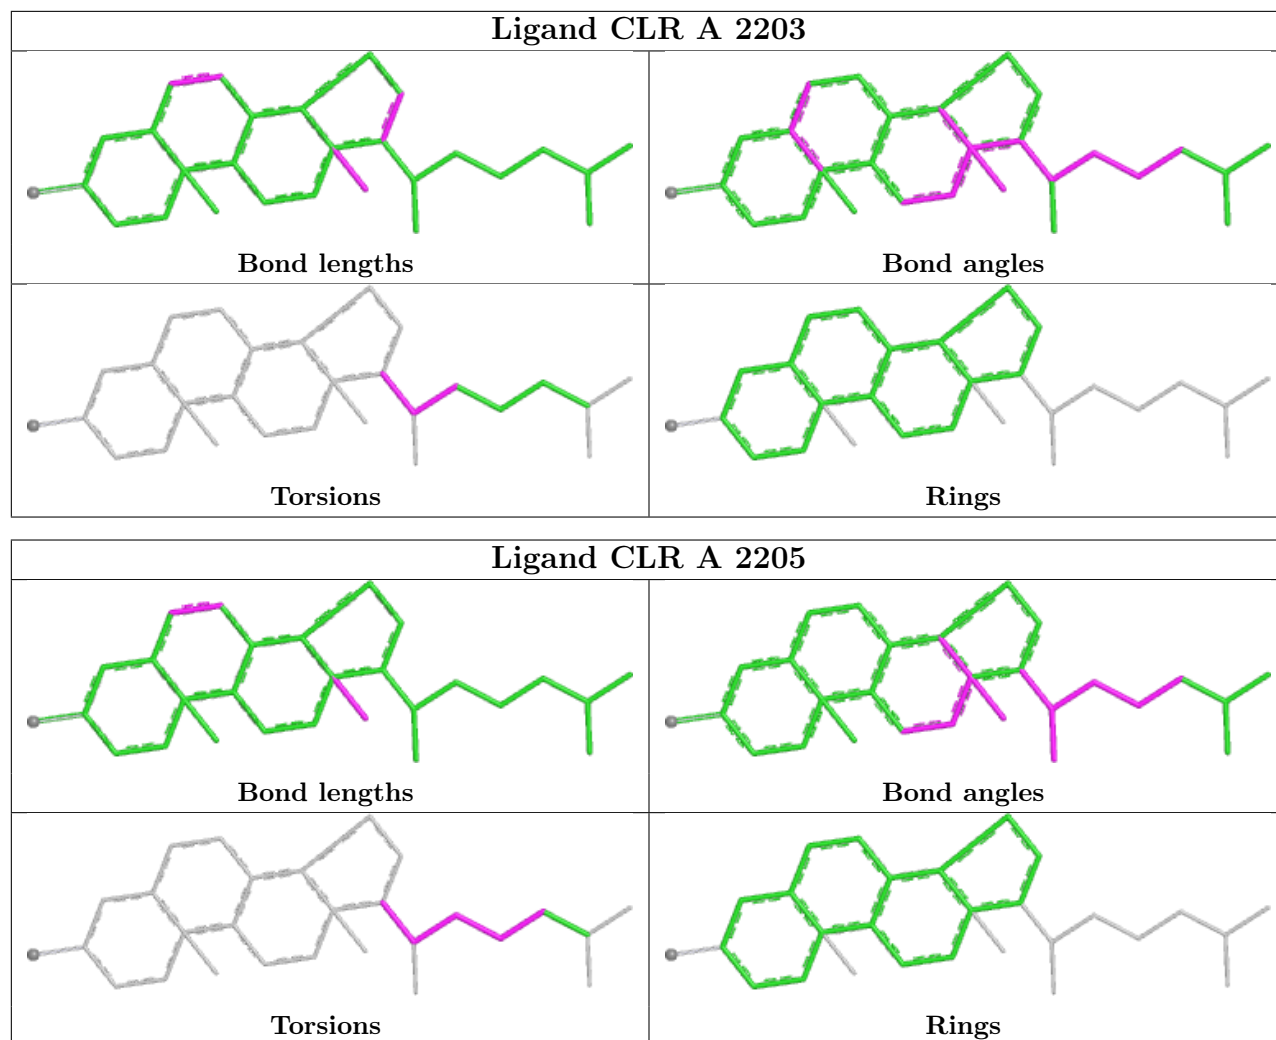 Ligand CLR A 2203
Bond lengths
Bond angles
Torsions
Rings
Ligand CLR A 2205
Bond lengths
Bond angles
Torsions
Rings